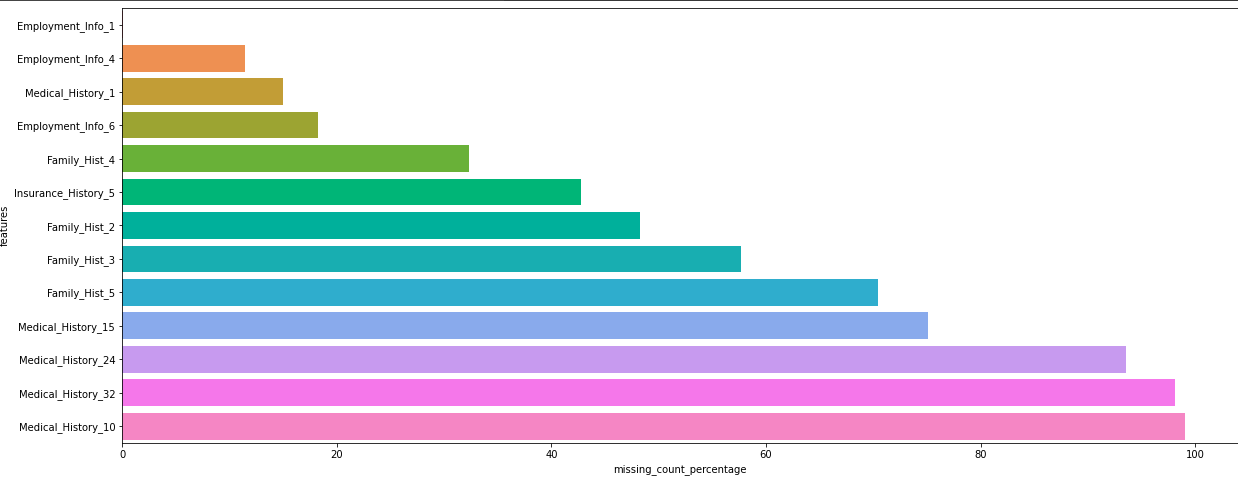 Employment_Info_1
Employment_Info_4
Medical_History_1
Employment_Info_6
Family_Hist_4
Insurance_History_5
Family_Hist_2
Family_Hist_3
Family_Hist_5
Medical_History_15
Medical_History_24
Medical_History_32
Medical_History_10
features
0 20 40 60 80 100
missing_count_percentage